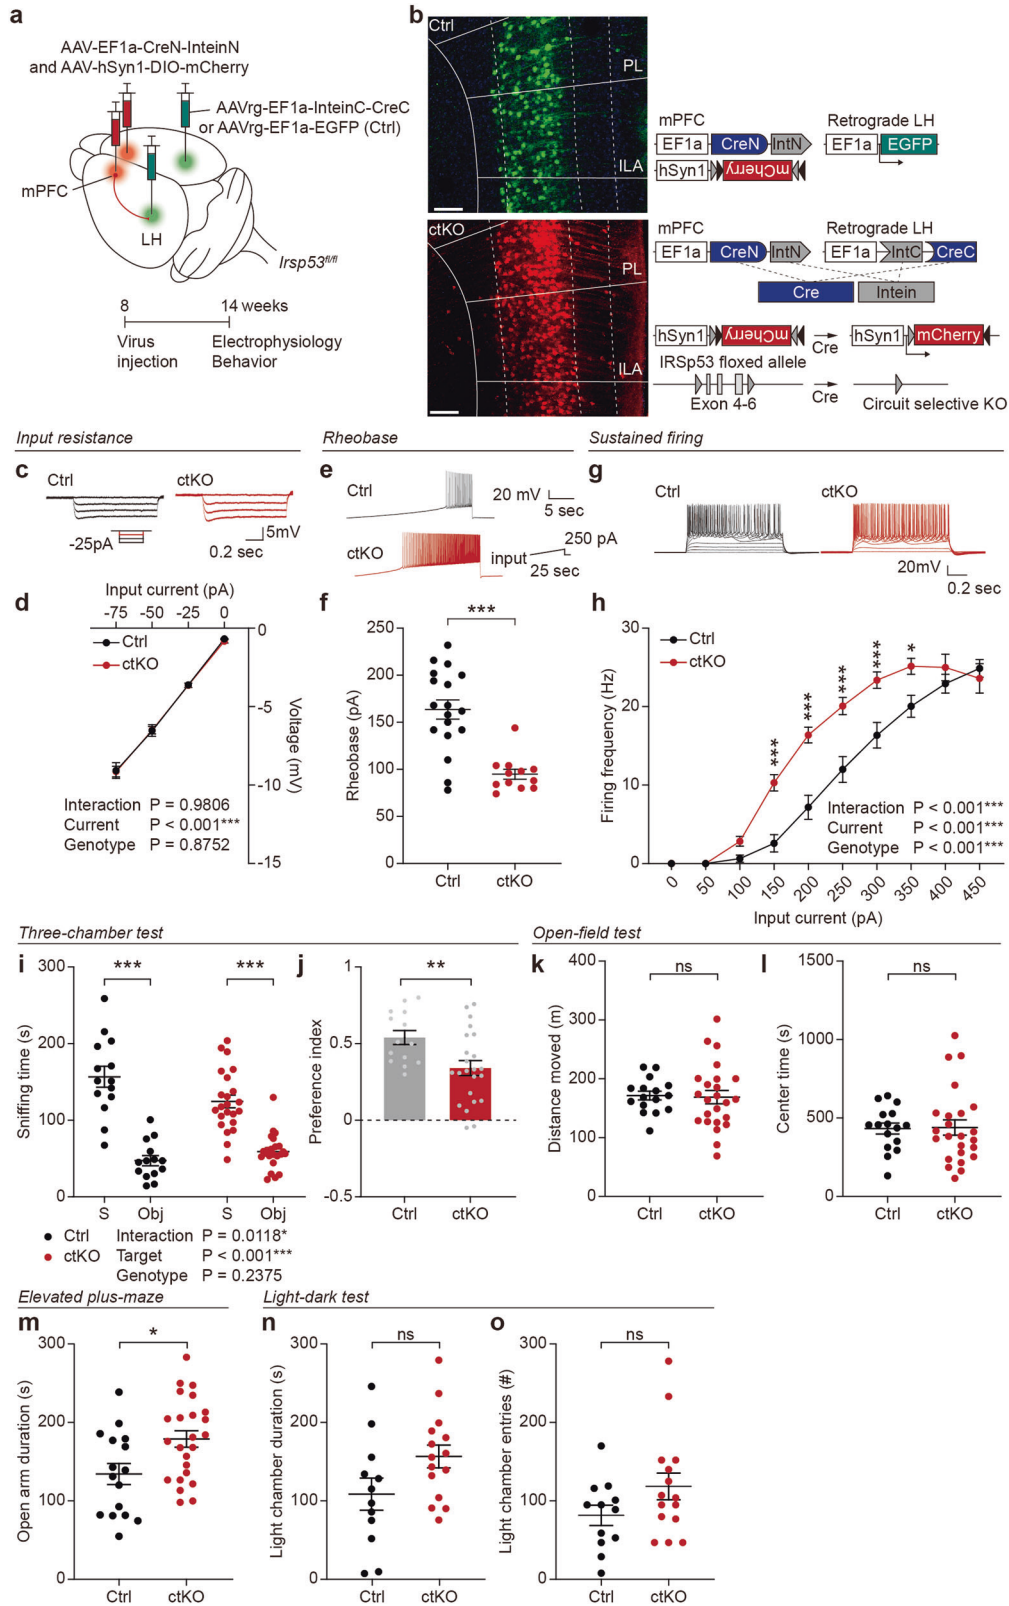 a
AAV-EF1a-CreN-InteinN
and AAV-hSyn1-DIO-mCherry
AAVrg-EF1a-InteinC-CreC
or AAVrg-EF1a-EGFP (Ctrl)
mPFC
LH
Irsp53fl/fl
8
14 weeks
Virus
injection
Electrophysiology
Behavior
b
Ctrl
PL
ILA
ctKO
PL
ILA
mPFC
Retrograde LH
EF1a
CreN
IntN
EF1a
EGFP
hSyn1
mCherry
mPFC
Retrograde LH
EF1a
CreN
IntN
EF1a
IntC
CreC
Cre
Intein
hSyn1
mCherry
Cre
hSyn1
mCherry
IRSp53 floxed allele
Exon 4-6
Cre
Circuit selective KO
Input resistance
c
Ctrl
ctKO
-25pA
5mV
0.2 sec
d
Input current (pA)
-75 -50 -25 0
Ctrl
ctKO
0
-5
-10
-15
Voltage (mV)
Interaction P = 0.9806
Current P < 0.001***
Genotype P = 0.8752
Rheobase
e
Ctrl
20 mV
5 sec
ctKO
input
250 pA
25 sec
f
***
250
200
150
100
50
0
Rheobase (pA)
Ctrl ctKO
Sustained firing
g
Ctrl
ctKO
20mV
0.2 sec
h
30
20
10
0
Firing frequency (Hz)
Ctrl
ctKO
***
***
***
***
*
Interaction P < 0.001***
Current P < 0.001***
Genotype P < 0.001***
0 50 100 150 200 250 300 350 400 450
Input current (pA)
Three-chamber test
i
300
200
100
0
Sniffing time (s)
*** ***
S Obj S Obj
Ctrl
ctKO
Interaction P = 0.0118*
Target P < 0.001***
Genotype P = 0.2375
j
1
0.5
0
-0.5
Preference index
**
Ctrl ctKO
Open-field test
k
400
300
200
100
0
Distance moved (m)
ns
Ctrl ctKO
l
1500
1000
500
0
Center time (s)
ns
Ctrl ctKO
Elevated plus-maze
m
300
200
100
0
Open arm duration (s)
*
Ctrl ctKO
Light-dark test
n
300
200
100
0
Light chamber duration (s)
ns
Ctrl ctKO
o
300
200
100
0
Light chamber entries (#)
ns
Ctrl ctKO